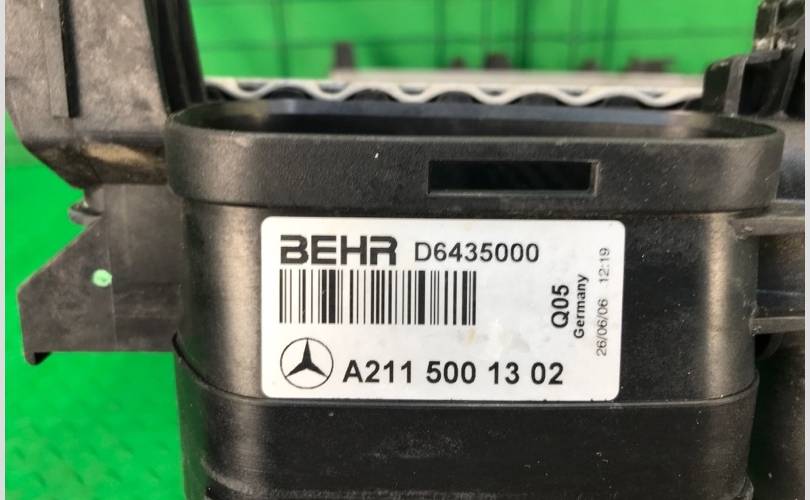 BEHR D6435000
Q05
Germany
26/06/06 12:19
A211 500 13 02